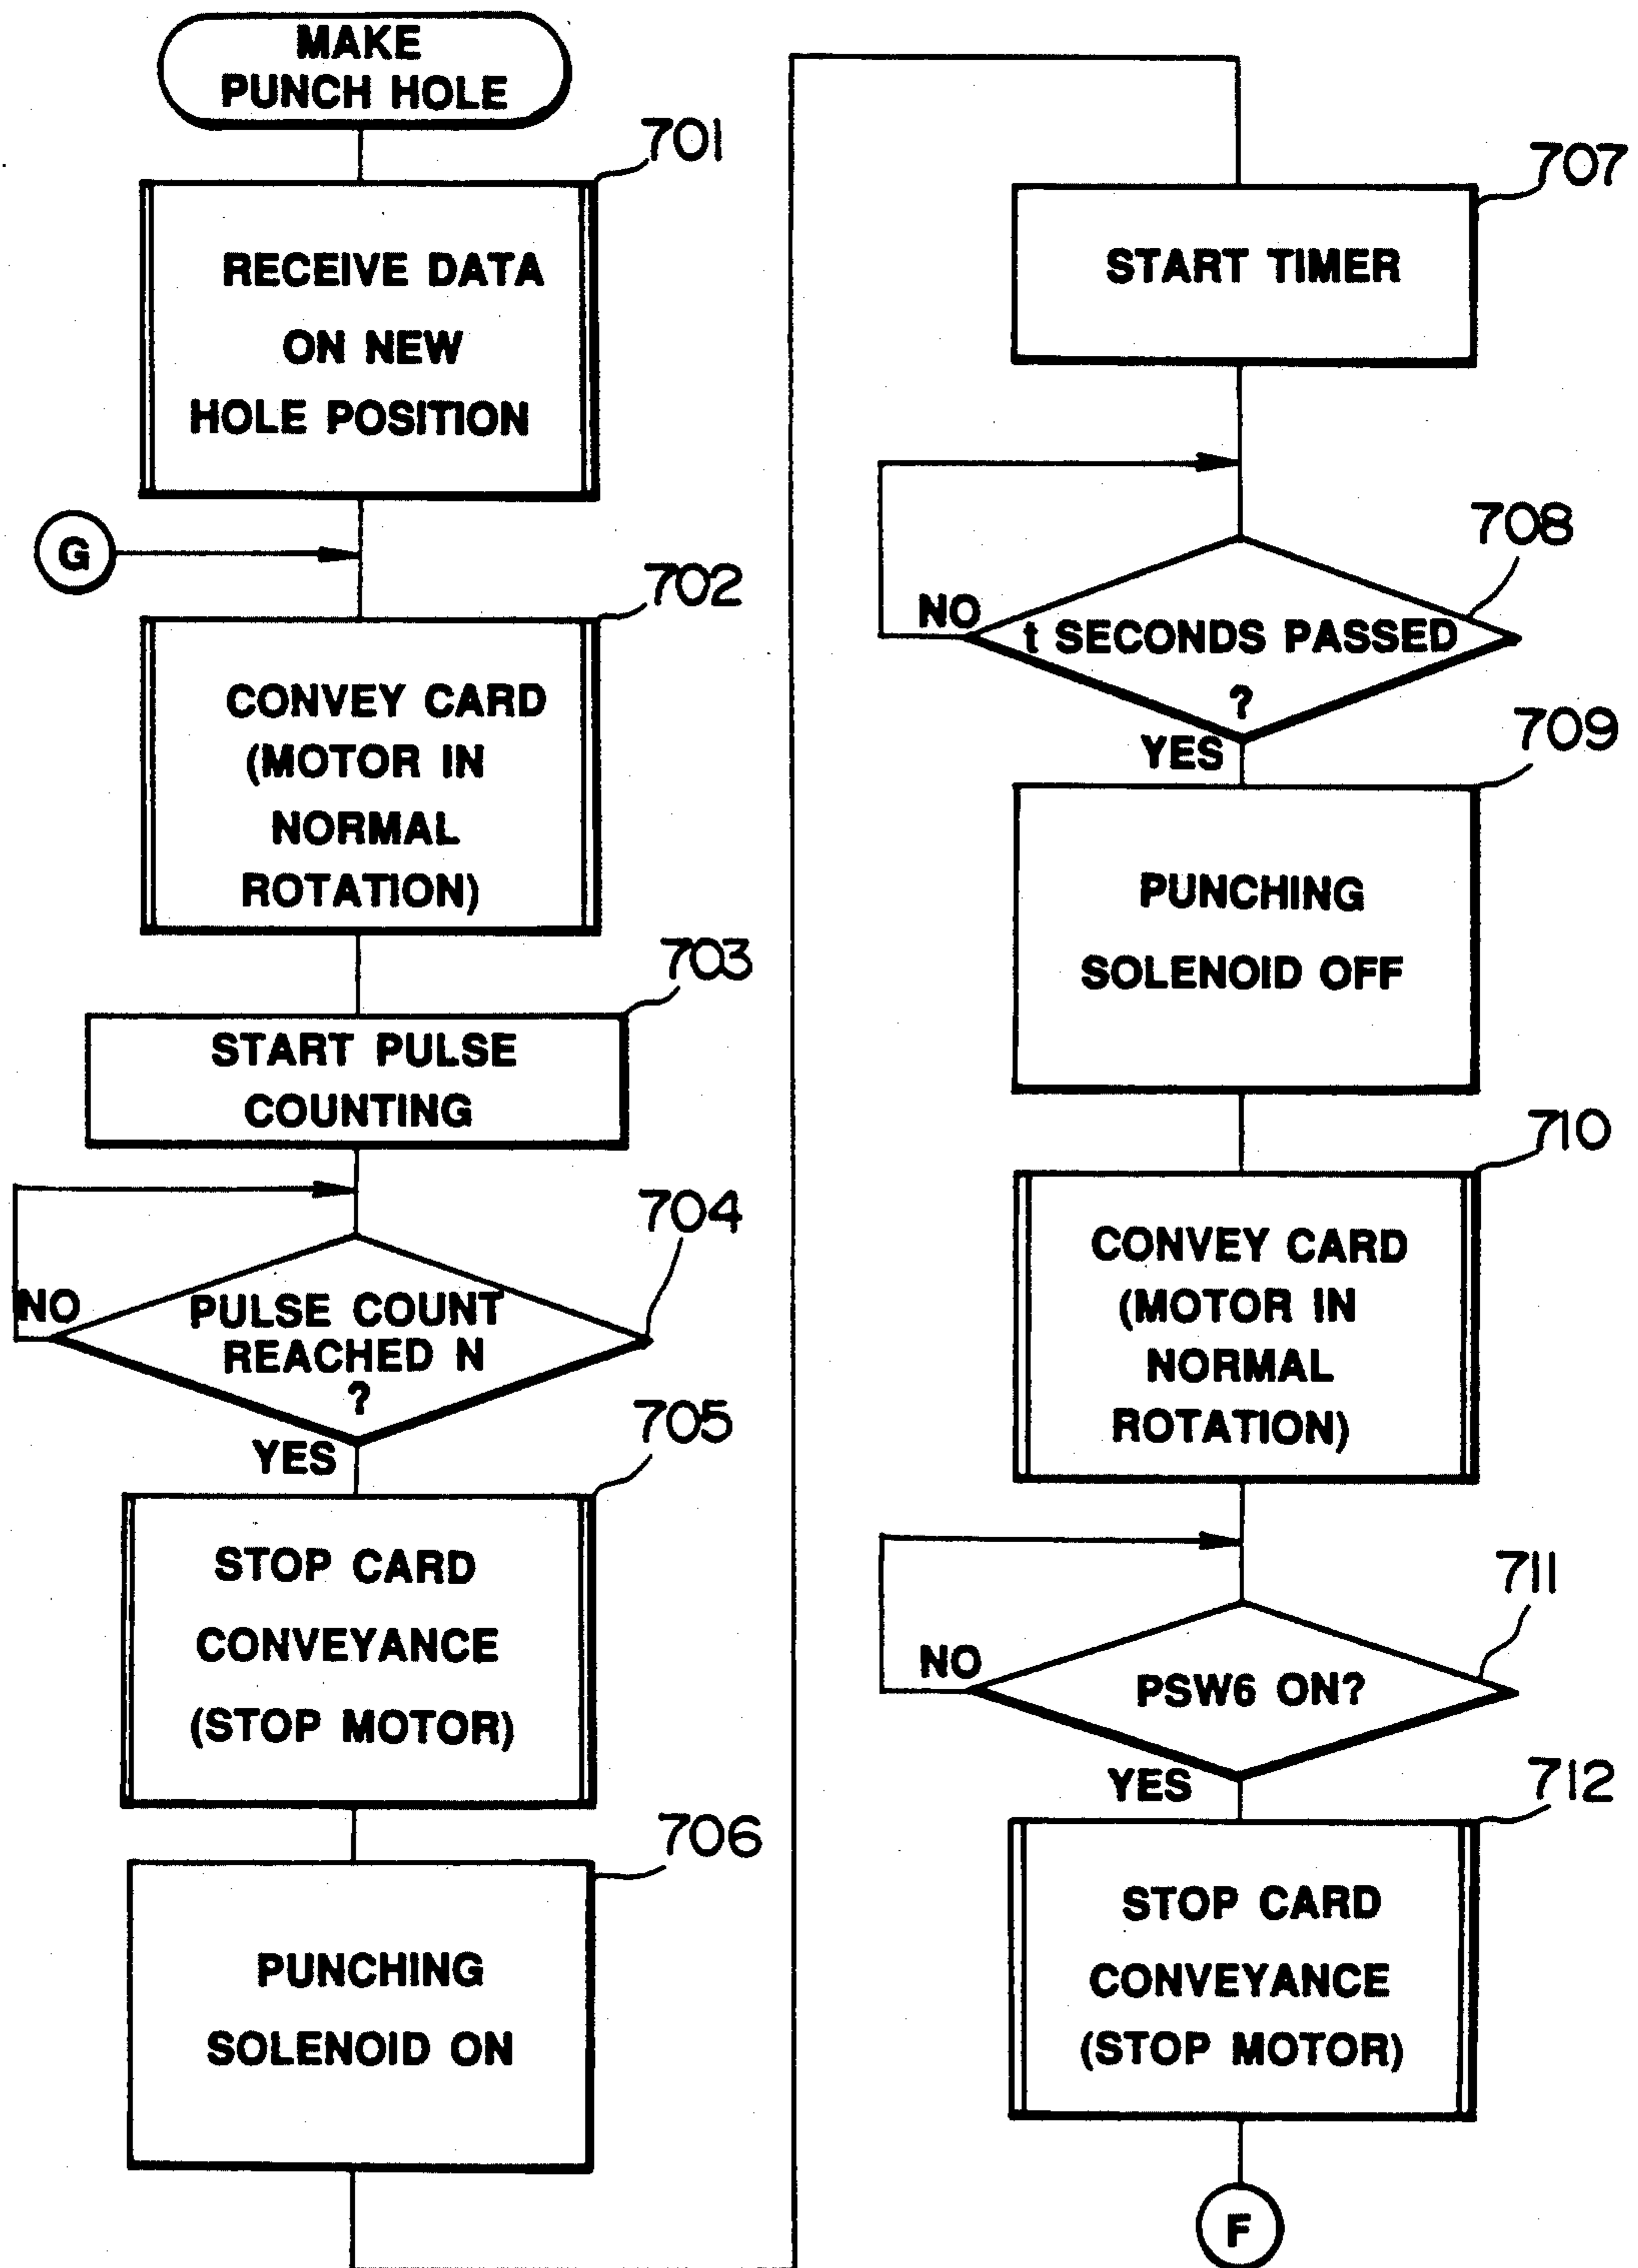 MAKE
PUNCH HOLE
701
RECEIVE DATA
ON NEW
HOLE POSITION
G
702
CONVEY CARD
(MOTOR IN
NORMAL
ROTATION)
703
START PULSE
COUNTING
704
NO
PULSE COUNT
REACHED N
?
YES
705
STOP CARD
CONVEYANCE
(STOP MOTOR)
706
PUNCHING
SOLENOID ON
707
START TIMER
708
NO
t SECONDS PASSED
?
YES
709
PUNCHING
SOLENOID OFF
710
CONVEY CARD
(MOTOR IN
NORMAL
ROTATION)
711
NO
PSW6 ON?
YES
712
STOP CARD
CONVEYANCE
(STOP MOTOR)
F